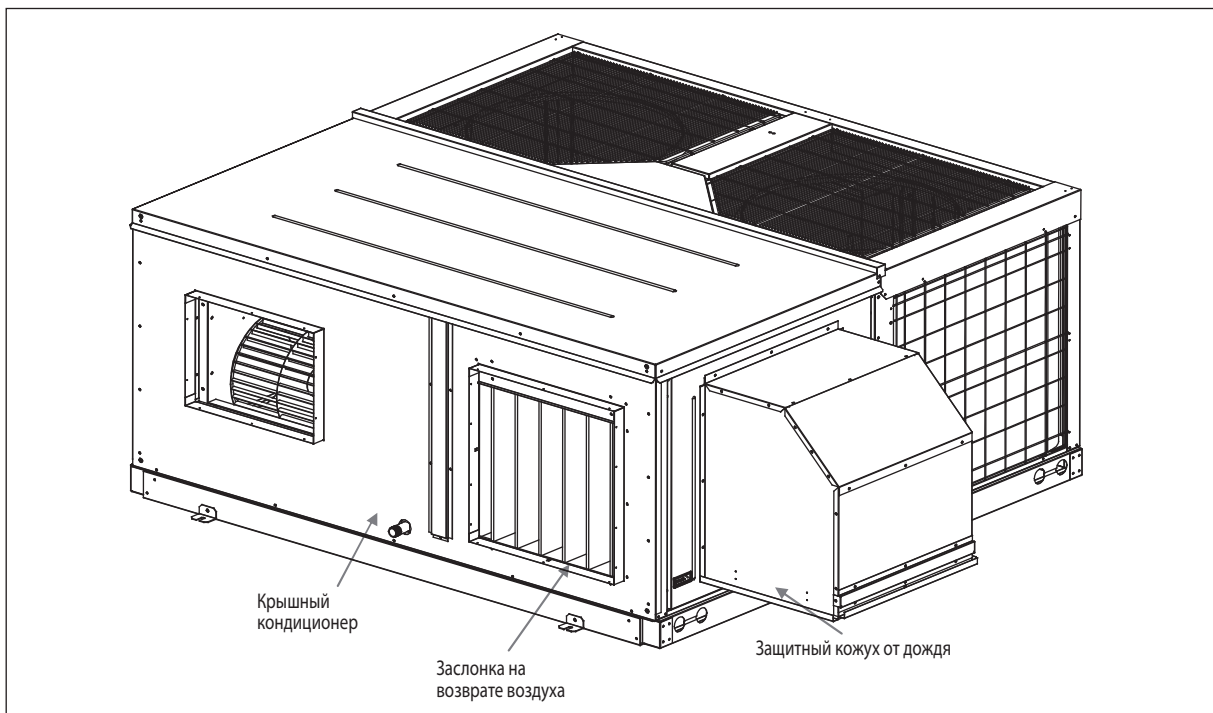 Крышный
кондиционер
Заслонка на
возврате воздуха
Защитный кожух от дождя